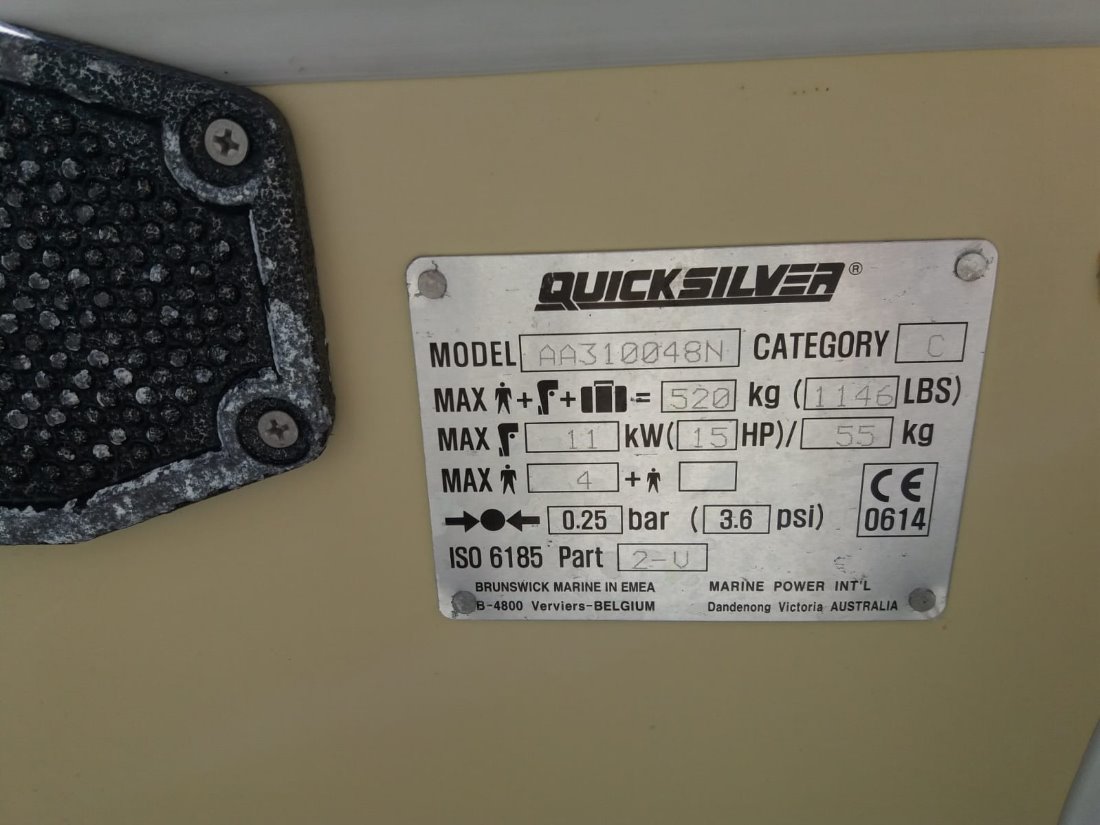 QUICKSILVER®
MODEL AA310048N CATEGORY C
MAX + + = 520 kg (1146 LBS)
MAX 11 kW (15 HP)/ 55 kg
MAX 4 +
0.25 bar (3.6 psi)
CE
0614
ISO 6185 Part 2-V
BRUNSWICK MARINE IN EMEA
B-4800 Verviers-BELGIUM
MARINE POWER INT'L
Dandenong Victoria AUSTRALIA